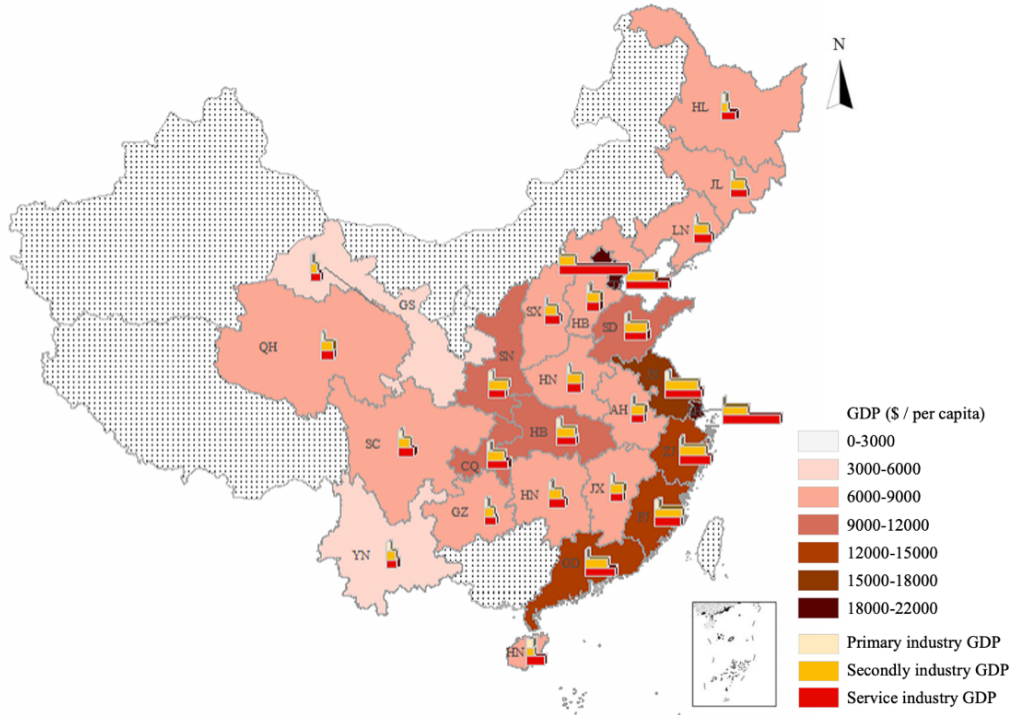 N
HL
JL
LN
GS
SX
HB
SD
QH
SN
HN
AH
SC
HB
CQ
ZJ
HN
JX
GZ
FJ
YN
GD
HN
GDP ($ / per capita)
0-3000
3000-6000
6000-9000
9000-12000
12000-15000
15000-18000
18000-22000
Primary industry GDP
Secondly industry GDP
Service industry GDP